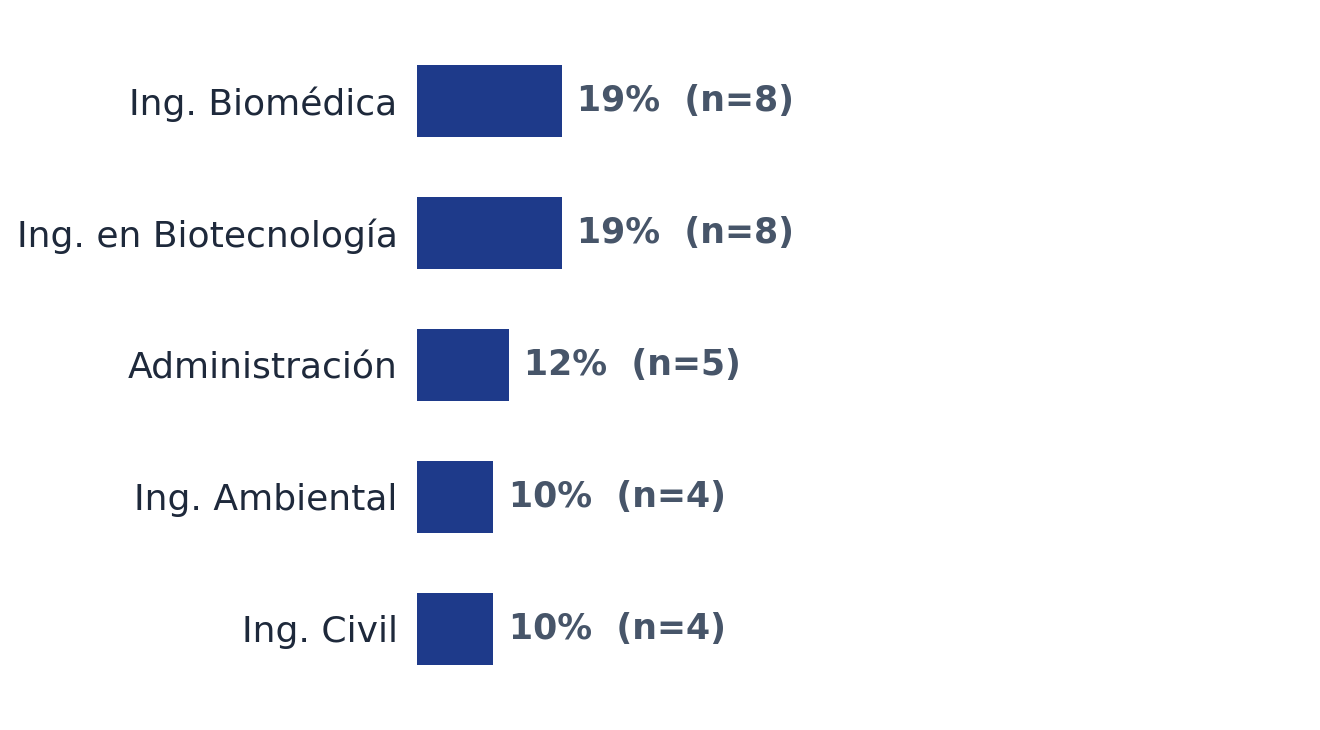 Ing. Biomédica 19% (n=8)
Ing. en Biotecnología 19% (n=8)
Administración 12% (n=5)
Ing. Ambiental 10% (n=4)
Ing. Civil 10% (n=4)